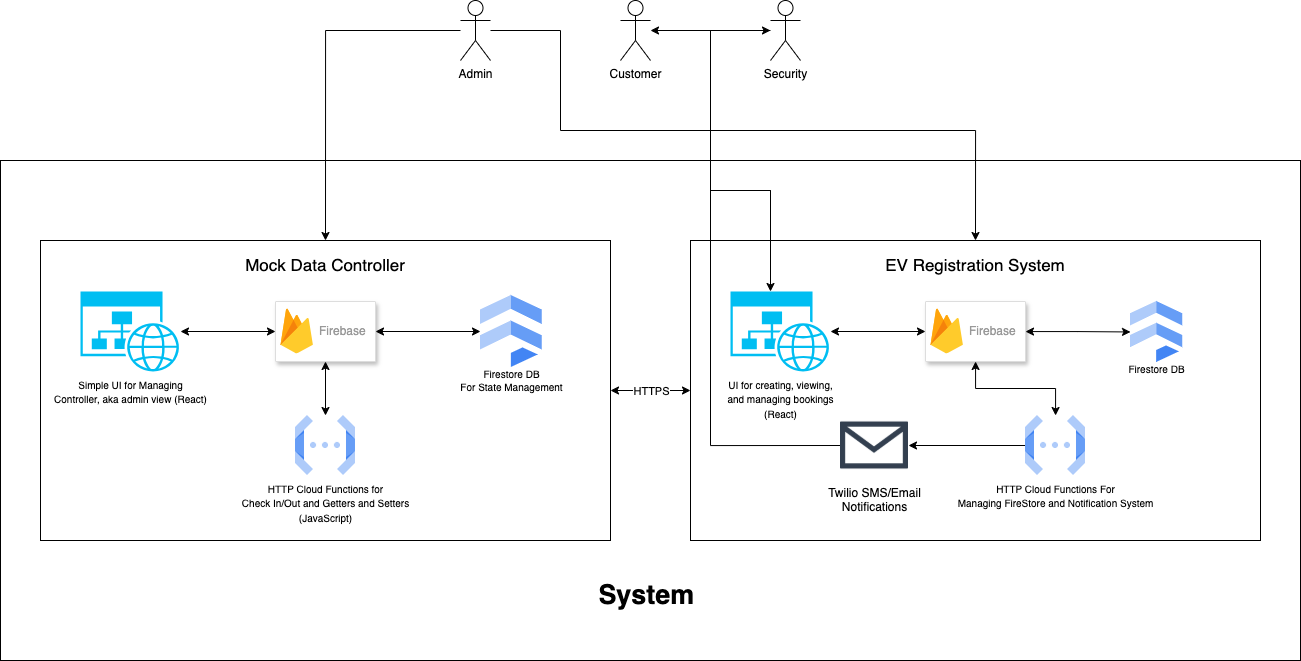 Admin
Customer
Security
Mock Data Controller
Firebase
Simple UI for Managing
Controller, aka admin view (React)
Firestore DB
For State Management
HTTP Cloud Functions for
Check In/Out and Getters and Setters
(JavaScript)
HTTPS
EV Registration System
Firebase
UI for creating, viewing,
and managing bookings
(React)
Firestore DB
Twilio SMS/Email
Notifications
HTTP Cloud Functions For
Managing FireStore and Notification System
System